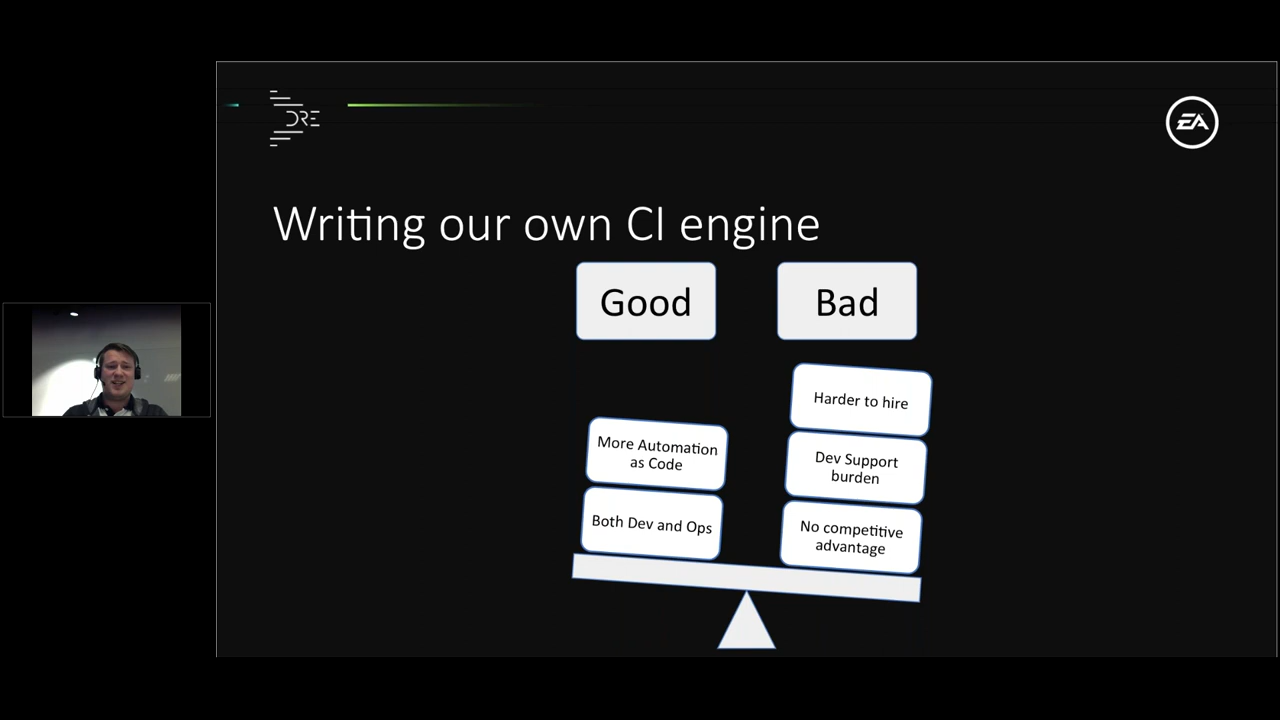 DRE
EA
Writing our own CI engine
Good
Bad
More Automation
as Code
Both Dev and Ops
Harder to hire
Dev Support
burden
No competitive
advantage